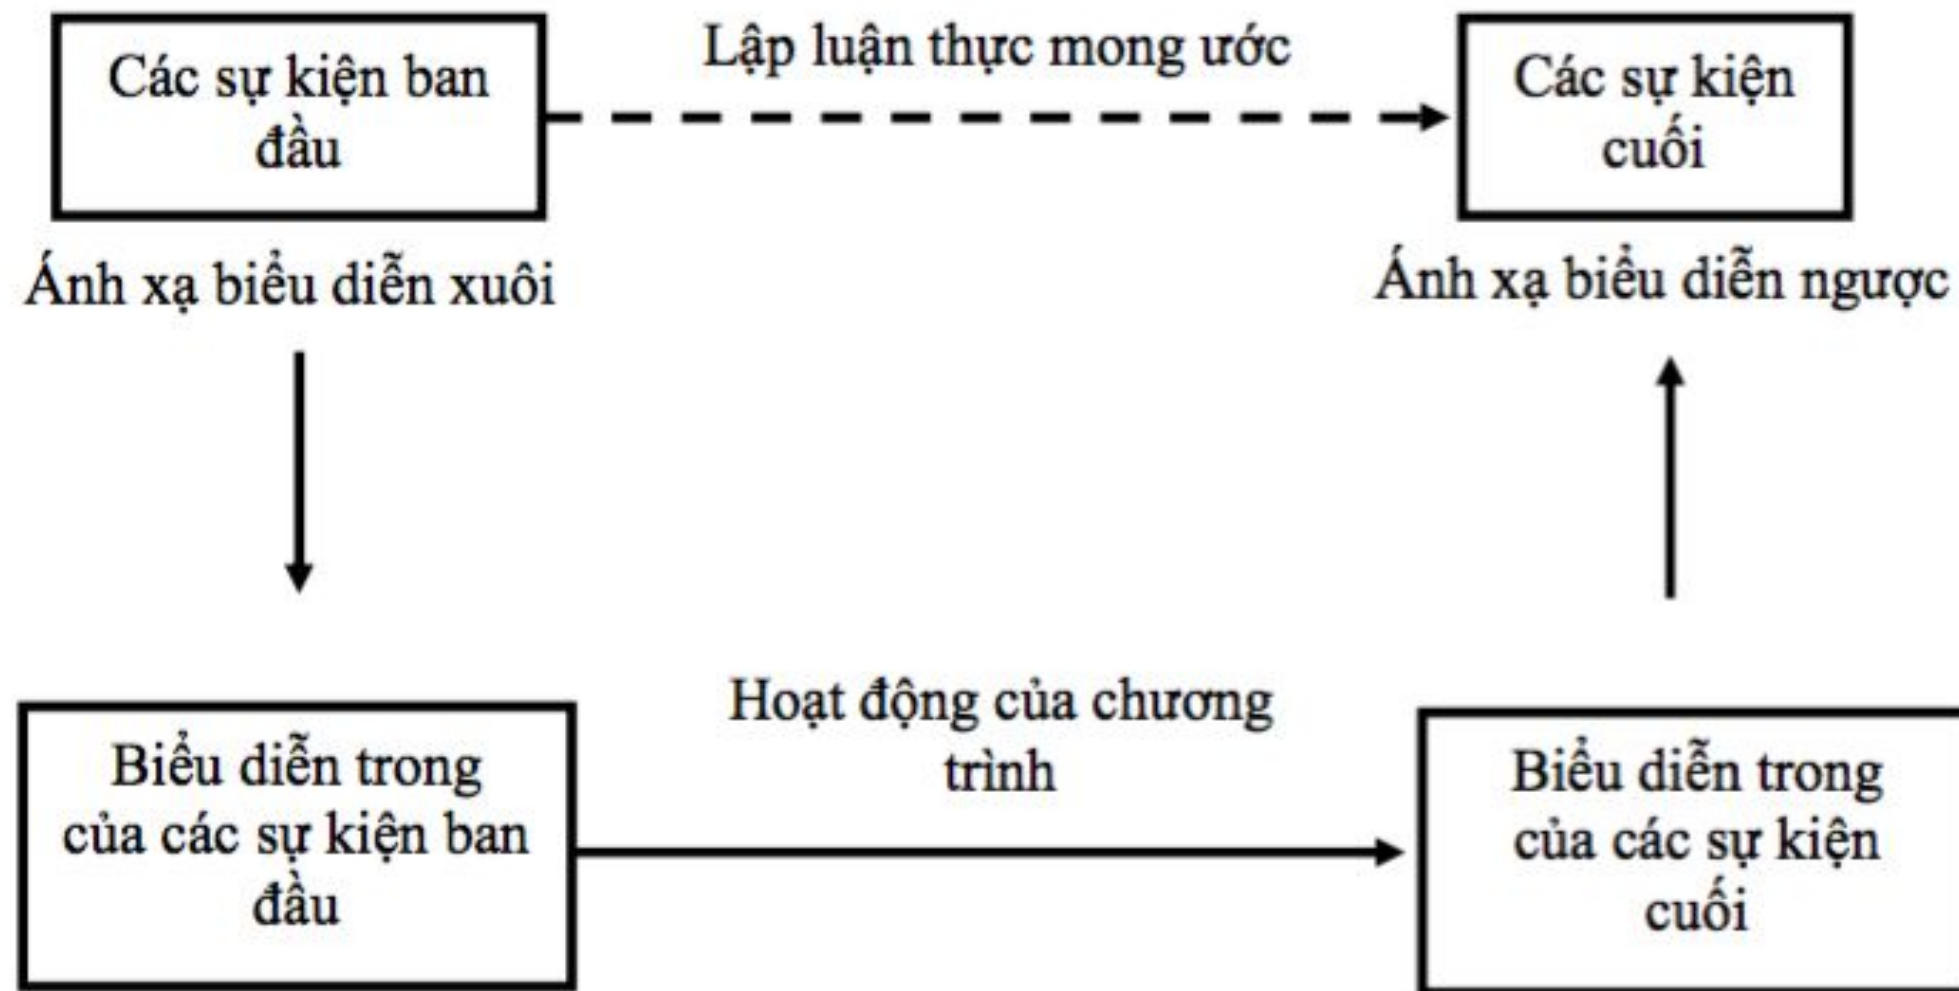 Các sự kiện ban
đầu
Lập luận thực mong ước
Các sự kiện
cuối
Ánh xạ biểu diễn xuôi
Ánh xạ biểu diễn ngược
Biểu diễn trong
của các sự kiện ban
đầu
Hoạt động của chương
trình
Biểu diễn trong
của các sự kiện
cuối